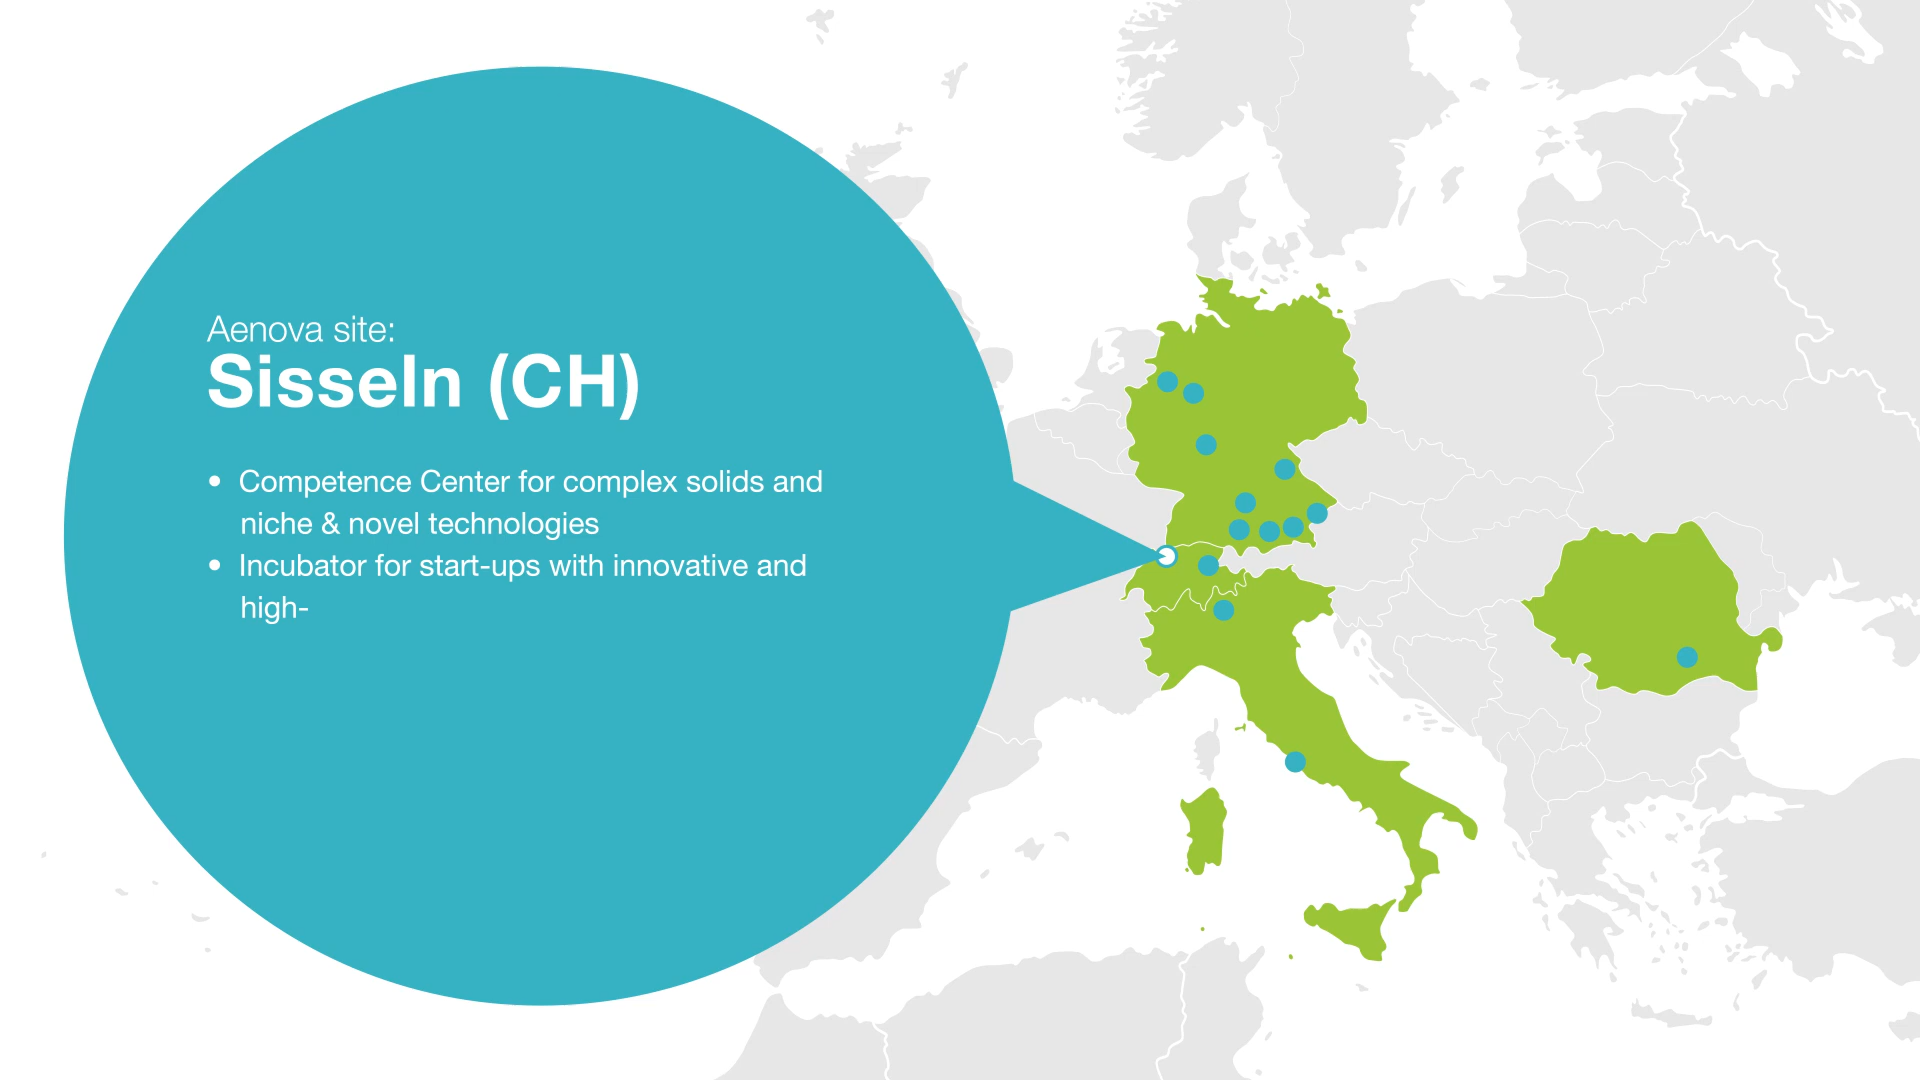 Aenova site:
Sisseln (CH)
• Competence Center for complex solids and
niche & novel technologies
• Incubator for start-ups with innovative and
high-